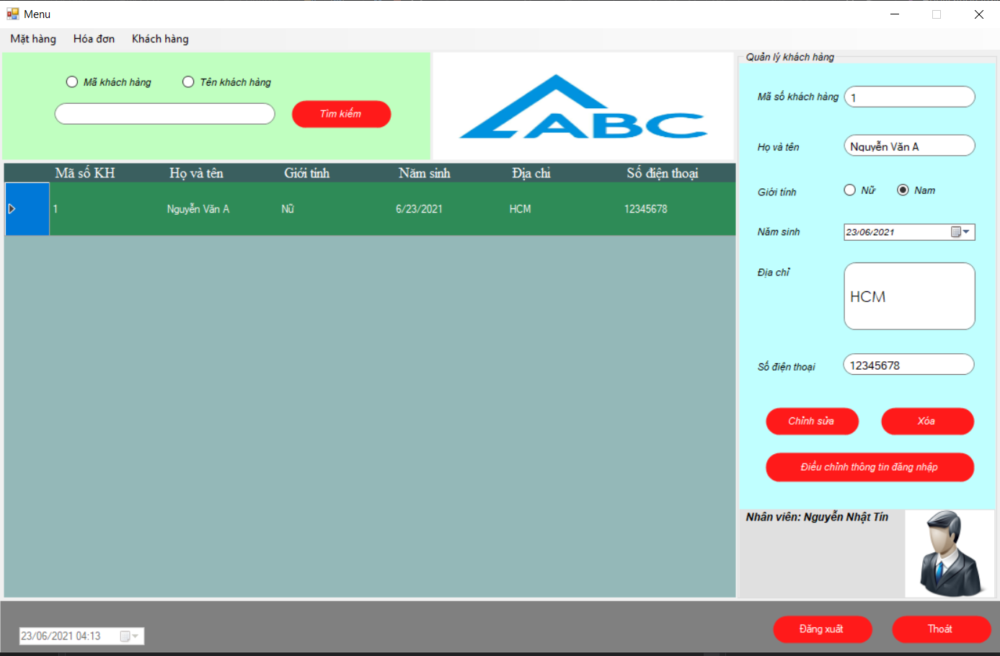 Menu
Mặt hàng Hóa đơn Khách hàng
Mã khách hàng Tên khách hàng
Tìm kiếm
ABC
Mã số KH Họ và tên Giới tính Năm sinh Địa chỉ Số điện thoại
1 Nguyễn Văn A Nữ 6/23/2021 HCM 12345678
Quản lý khách hàng
Mã số khách hàng 1
Họ và tên Nguyễn Văn A
Giới tính Nữ Nam
Năm sinh 23/06/2021
Địa chỉ HCM
Số điện thoại 12345678
Chỉnh sửa Xóa
Điều chỉnh thông tin đăng nhập
Nhân viên: Nguyễn Nhật Tín
23/06/2021 04:13
Đăng xuất Thoát